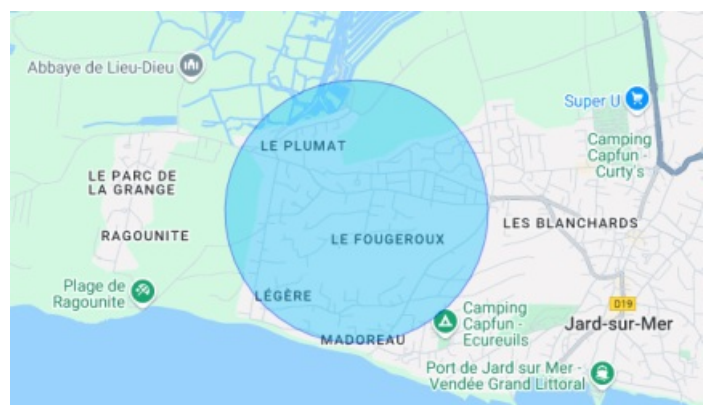 Abbaye de Lieu-Dieu
Super U
LE PLUMAT
Camping
Capfun -
Curty's
LE PARC DE
LA GRANGE
RAGOUNITE
LE FOUGEROUX
LES BLANCHARDS
Plage de
Ragounite
LÉGÈRE
Camping
Capfun -
Ecureuils
MADOREAU
D19
Jard-sur-Mer
Port de Jard sur Mer -
Vendée Grand Littoral